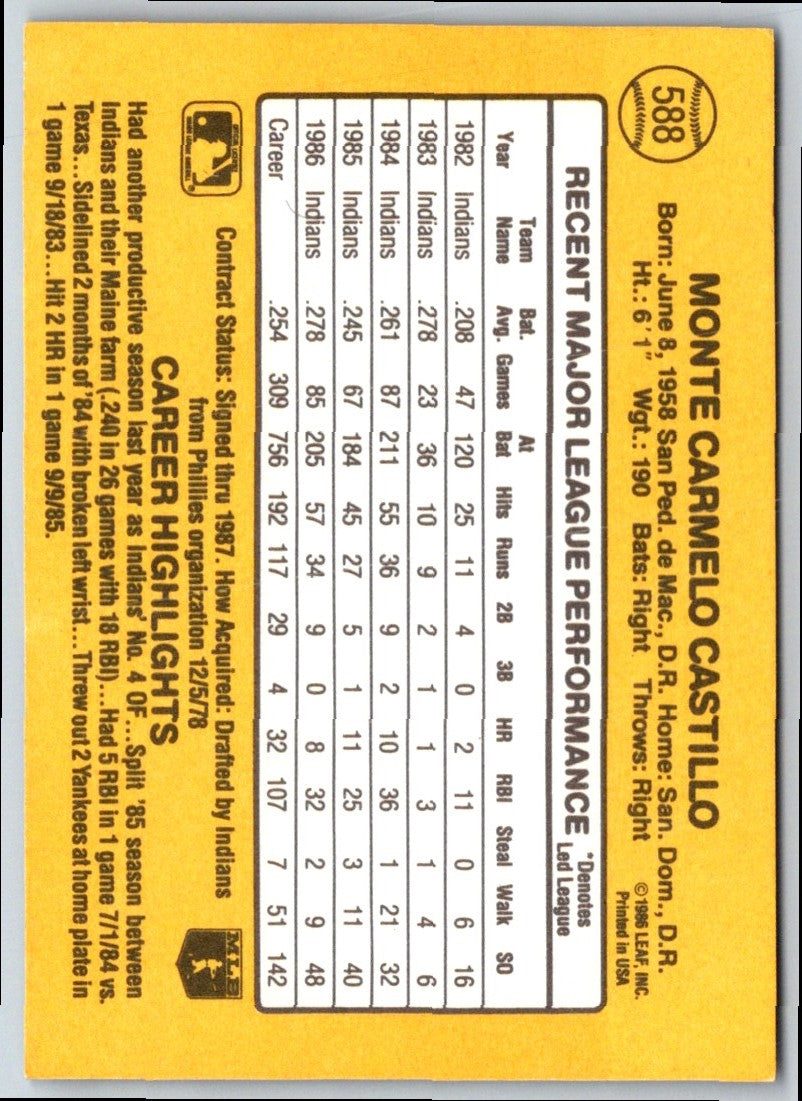 588
MONTE CARMELO CASTILLO
Born: June 8, 1958 San Ped. de Mac., D.R. Home: San. Dom., D.R.
Ht.: 6'1" Wgt.: 190 Bats: Right Throws: Right
©1986 LEAF, INC.
Printed in USA
RECENT MAJOR LEAGUE PERFORMANCE *Denotes Led League
Year Team Name Bat. Avg. Games At Bat Hits Runs 2B 3B HR RBI Steal Walk SO
1982 Indians .208 47 120 25 11 4 0 2 11 0 6 16
1983 Indians .278 23 36 10 9 2 1 1 3 1 4 6
1984 Indians .261 87 211 55 36 9 2 10 36 1 21 32
1985 Indians .245 67 184 45 27 5 1 11 25 3 11 40
1986 Indians .278 85 205 57 34 9 0 8 32 2 9 48
Career .254 309 756 192 117 29 4 32 107 7 51 142
Contract Status: Signed thru 1987. How Acquired: Drafted by Indians
from Phillies organization 12/5/78
MLB
CAREER HIGHLIGHTS
Had another productive season last year as Indians' No. 4 OF...Split '85 season between
Indians and their Maine farm (.240 in 26 games with 18 RBI)...Had 5 RBI in 1 game 7/1/84 vs.
Texas...Sidelined 2 months of '84 with broken left wrist...Threw out 2 Yankees at home plate in
1 game 9/18/83...Hit 2 HR in 1 game 9/9/85.